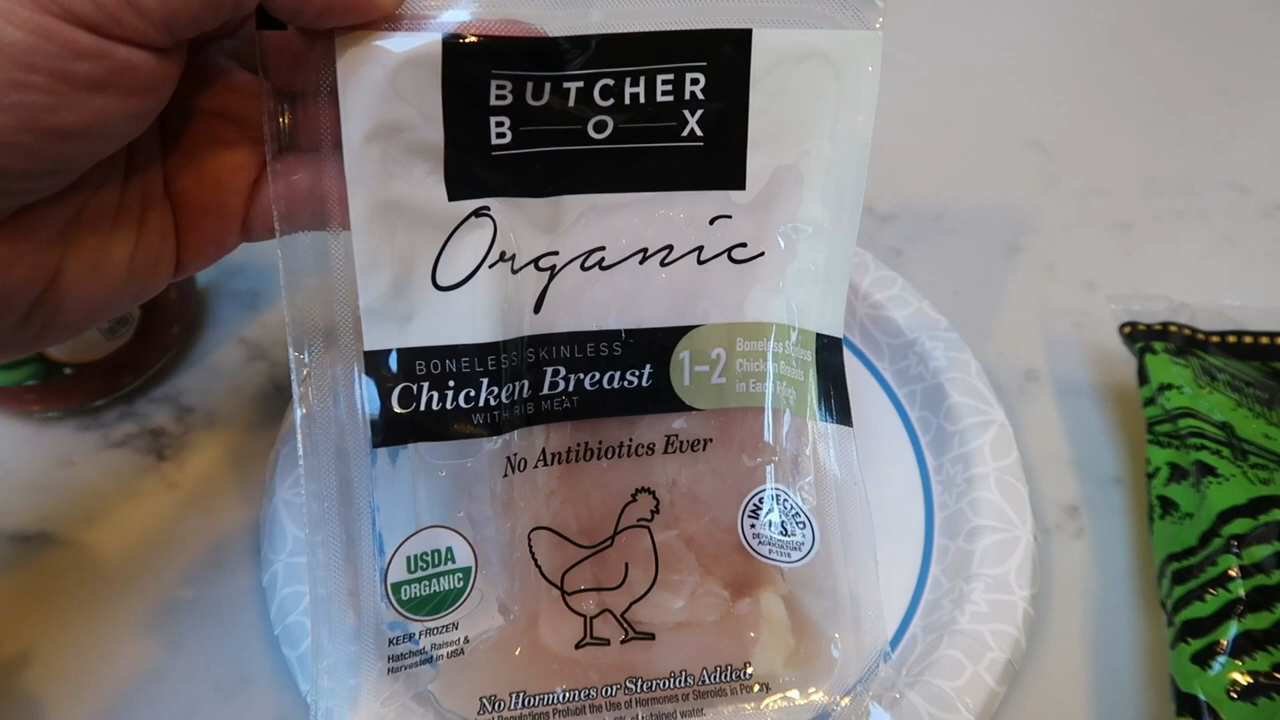 BUTCHER
BOX
Organic
BONELESS SKINLESS
Chicken Breast
WITH RIB MEAT
1-2
Boneless Skinless
Chicken Breasts
in Each Pouch
No Antibiotics Ever
INSPECTED
U.S.
DEPARTMENT OF
AGRICULTURE
P-1318
USDA
ORGANIC
KEEP FROZEN
Hatched, Raised &
Harvested in USA
No Hormones or Steroids Added
Regulations Prohibit the Use of Hormones or Steroids in Poultry.
of retained water.